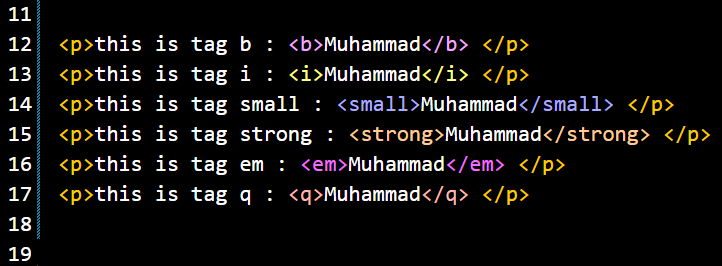 11
12 <p>this is tag b : <b>Muhammad</b> </p>
13 <p>this is tag i : <i>Muhammad</i> </p>
14 <p>this is tag small : <small>Muhammad</small> </p>
15 <p>this is tag strong : <strong>Muhammad</strong> </p>
16 <p>this is tag em : <em>Muhammad</em> </p>
17 <p>this is tag q : <q>Muhammad</q> </p>
18
19